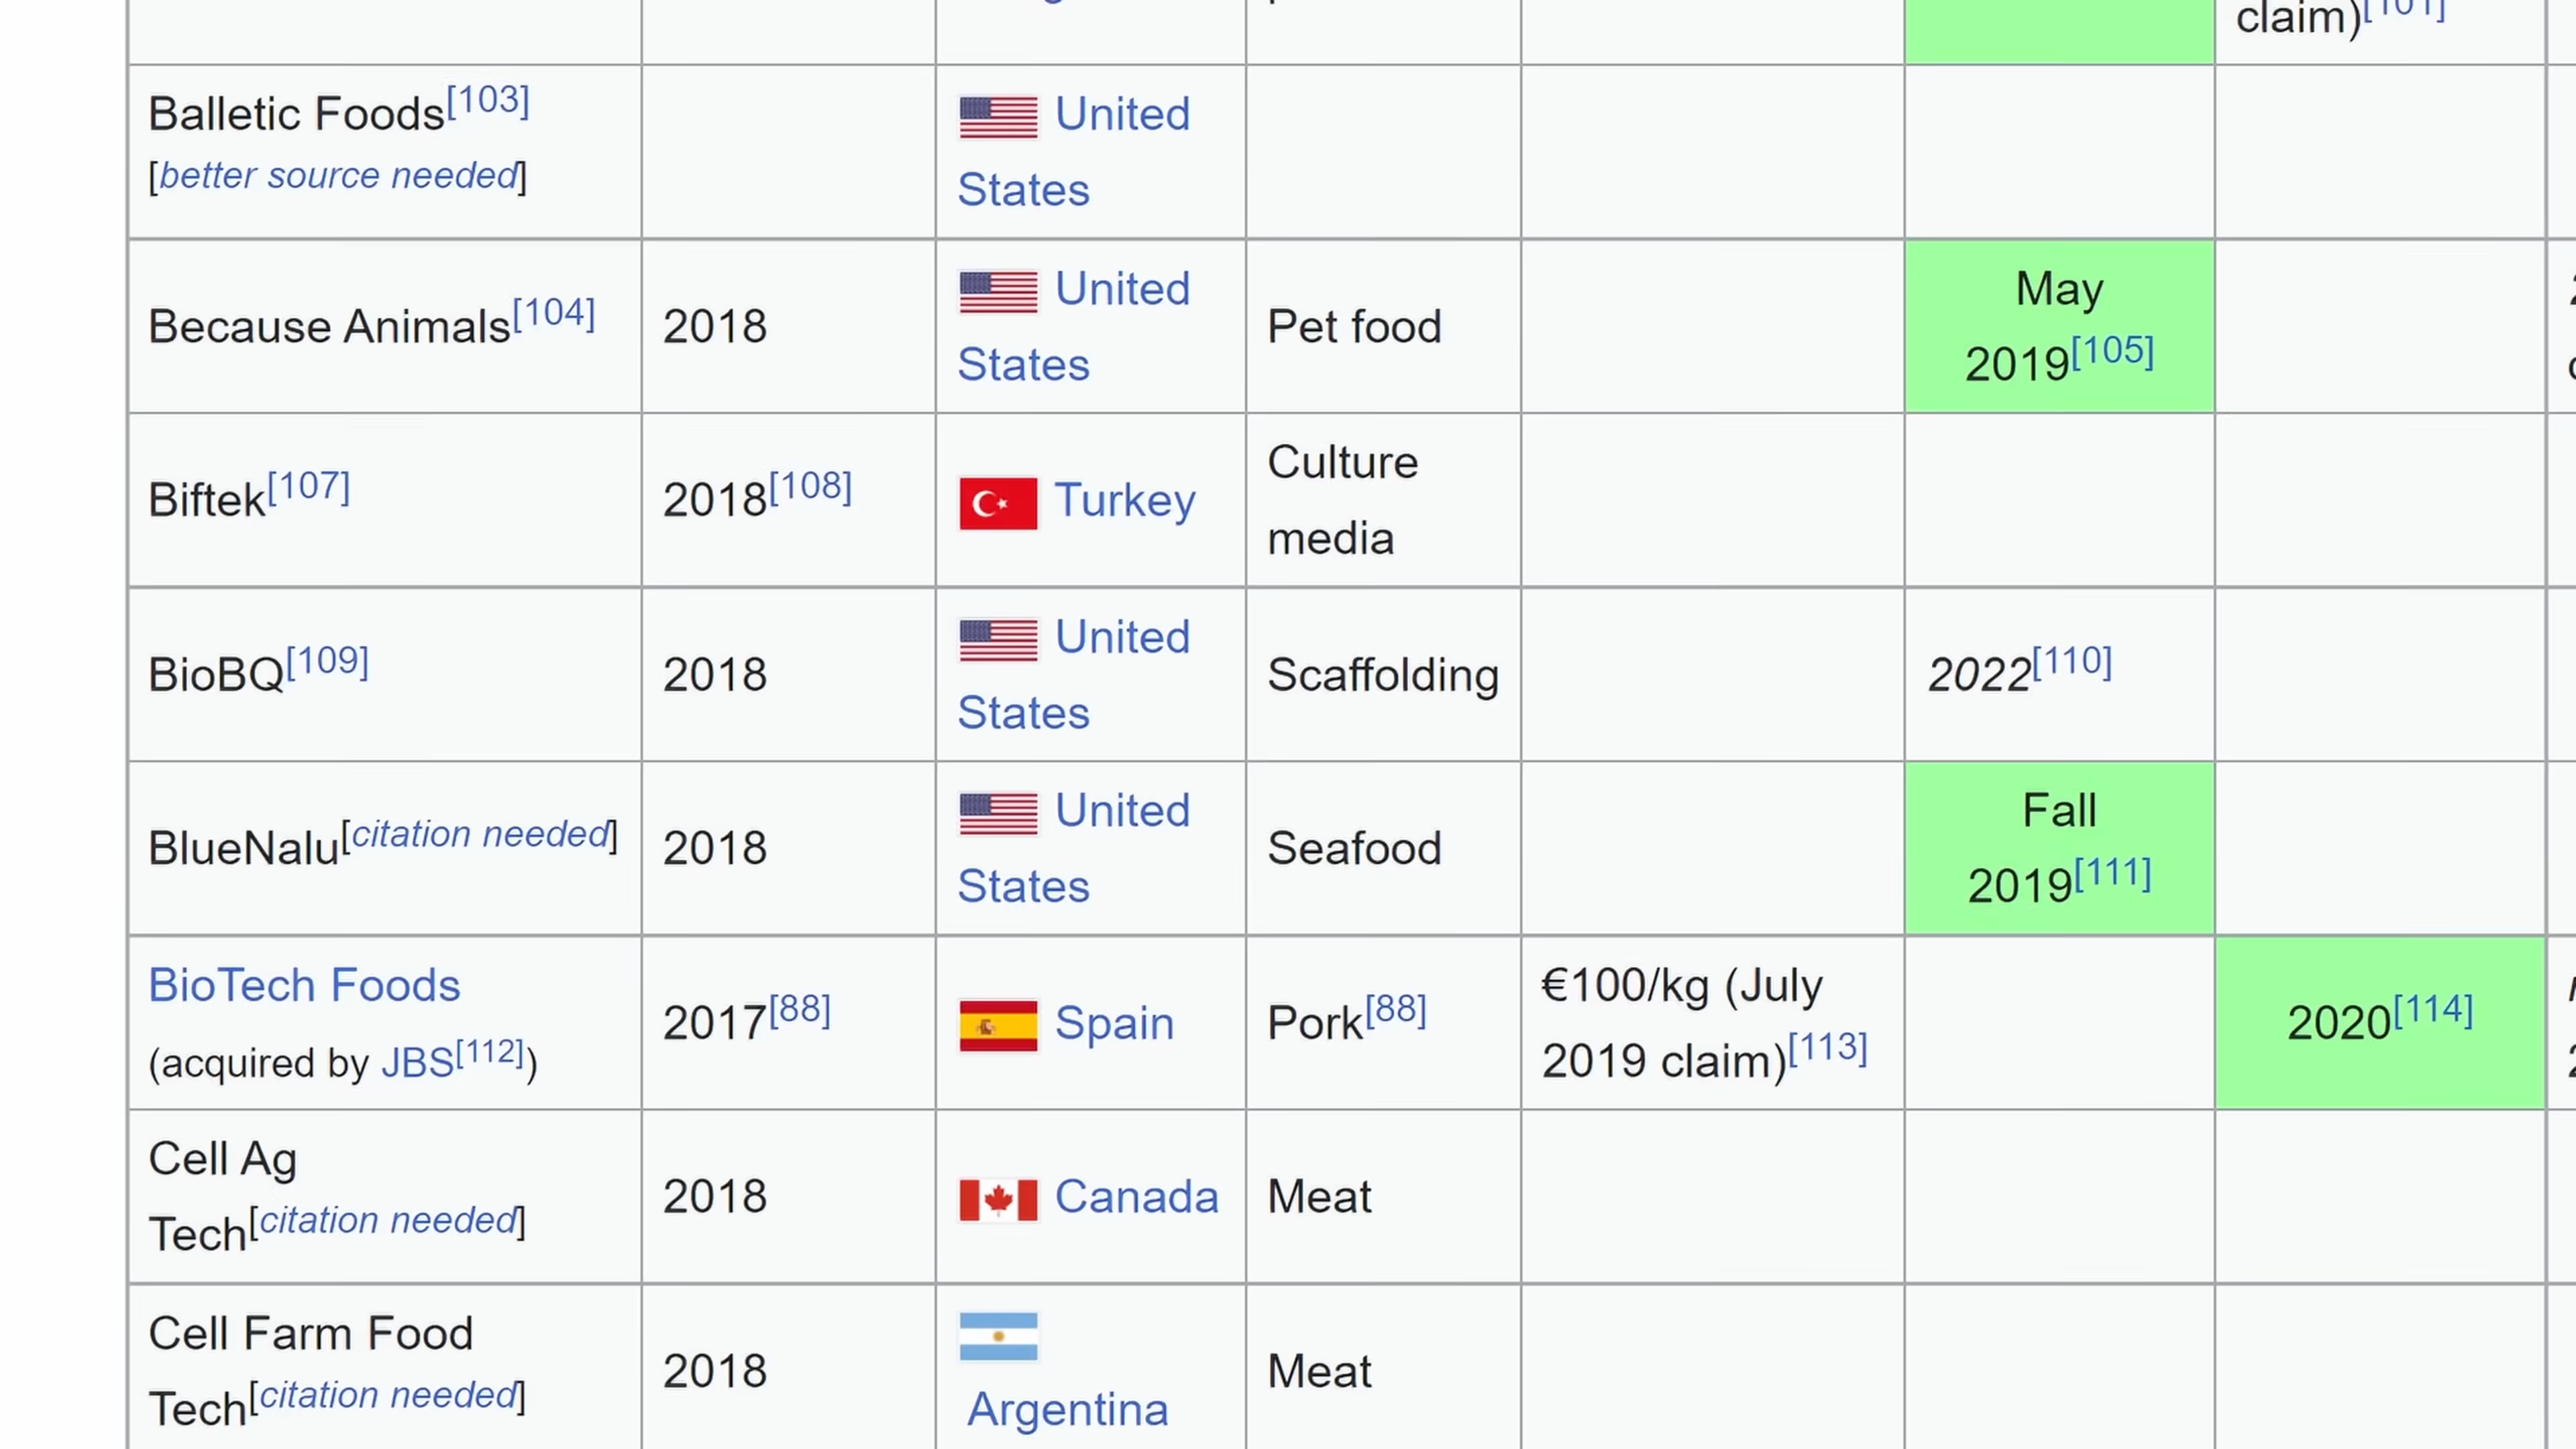 claim)[101]
Balletic Foods[103]
[better source needed]
United
States
Because Animals[104]
2018
United
States
Pet food
May
2019[105]
Biftek[107]
2018[108]
Turkey
Culture
media
BioBQ[109]
2018
United
States
Scaffolding
2022[110]
BlueNalu[citation needed]
2018
United
States
Seafood
Fall
2019[111]
BioTech Foods
(acquired by JBS[112])
2017[88]
Spain
Pork[88]
€100/kg (July
2019 claim)[113]
2020[114]
Cell Ag
Tech[citation needed]
2018
Canada
Meat
Cell Farm Food
Tech[citation needed]
2018
Argentina
Meat